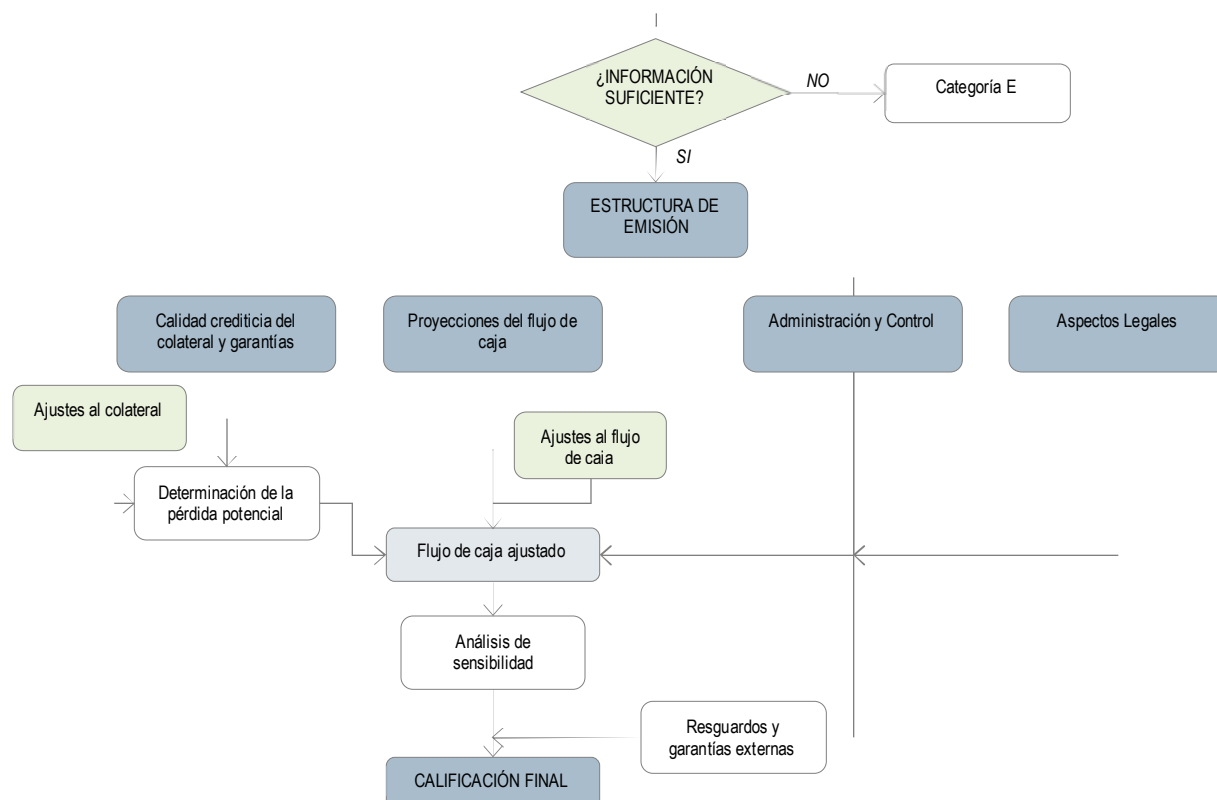 ¿INFORMACIÓN
SUFICIENTE?
NO
Categoría E
SI
ESTRUCTURA DE
EMISIÓN
Calidad crediticia del
colateral y garantías
Proyecciones del flujo de
caja
Administración y Control
Aspectos Legales
Ajustes al colateral
Ajustes al flujo
de caja
Determinación de la
pérdida potencial
Flujo de caja ajustado
Análisis de
sensibilidad
Resguardos y
garantías externas
CALIFICACIÓN FINAL